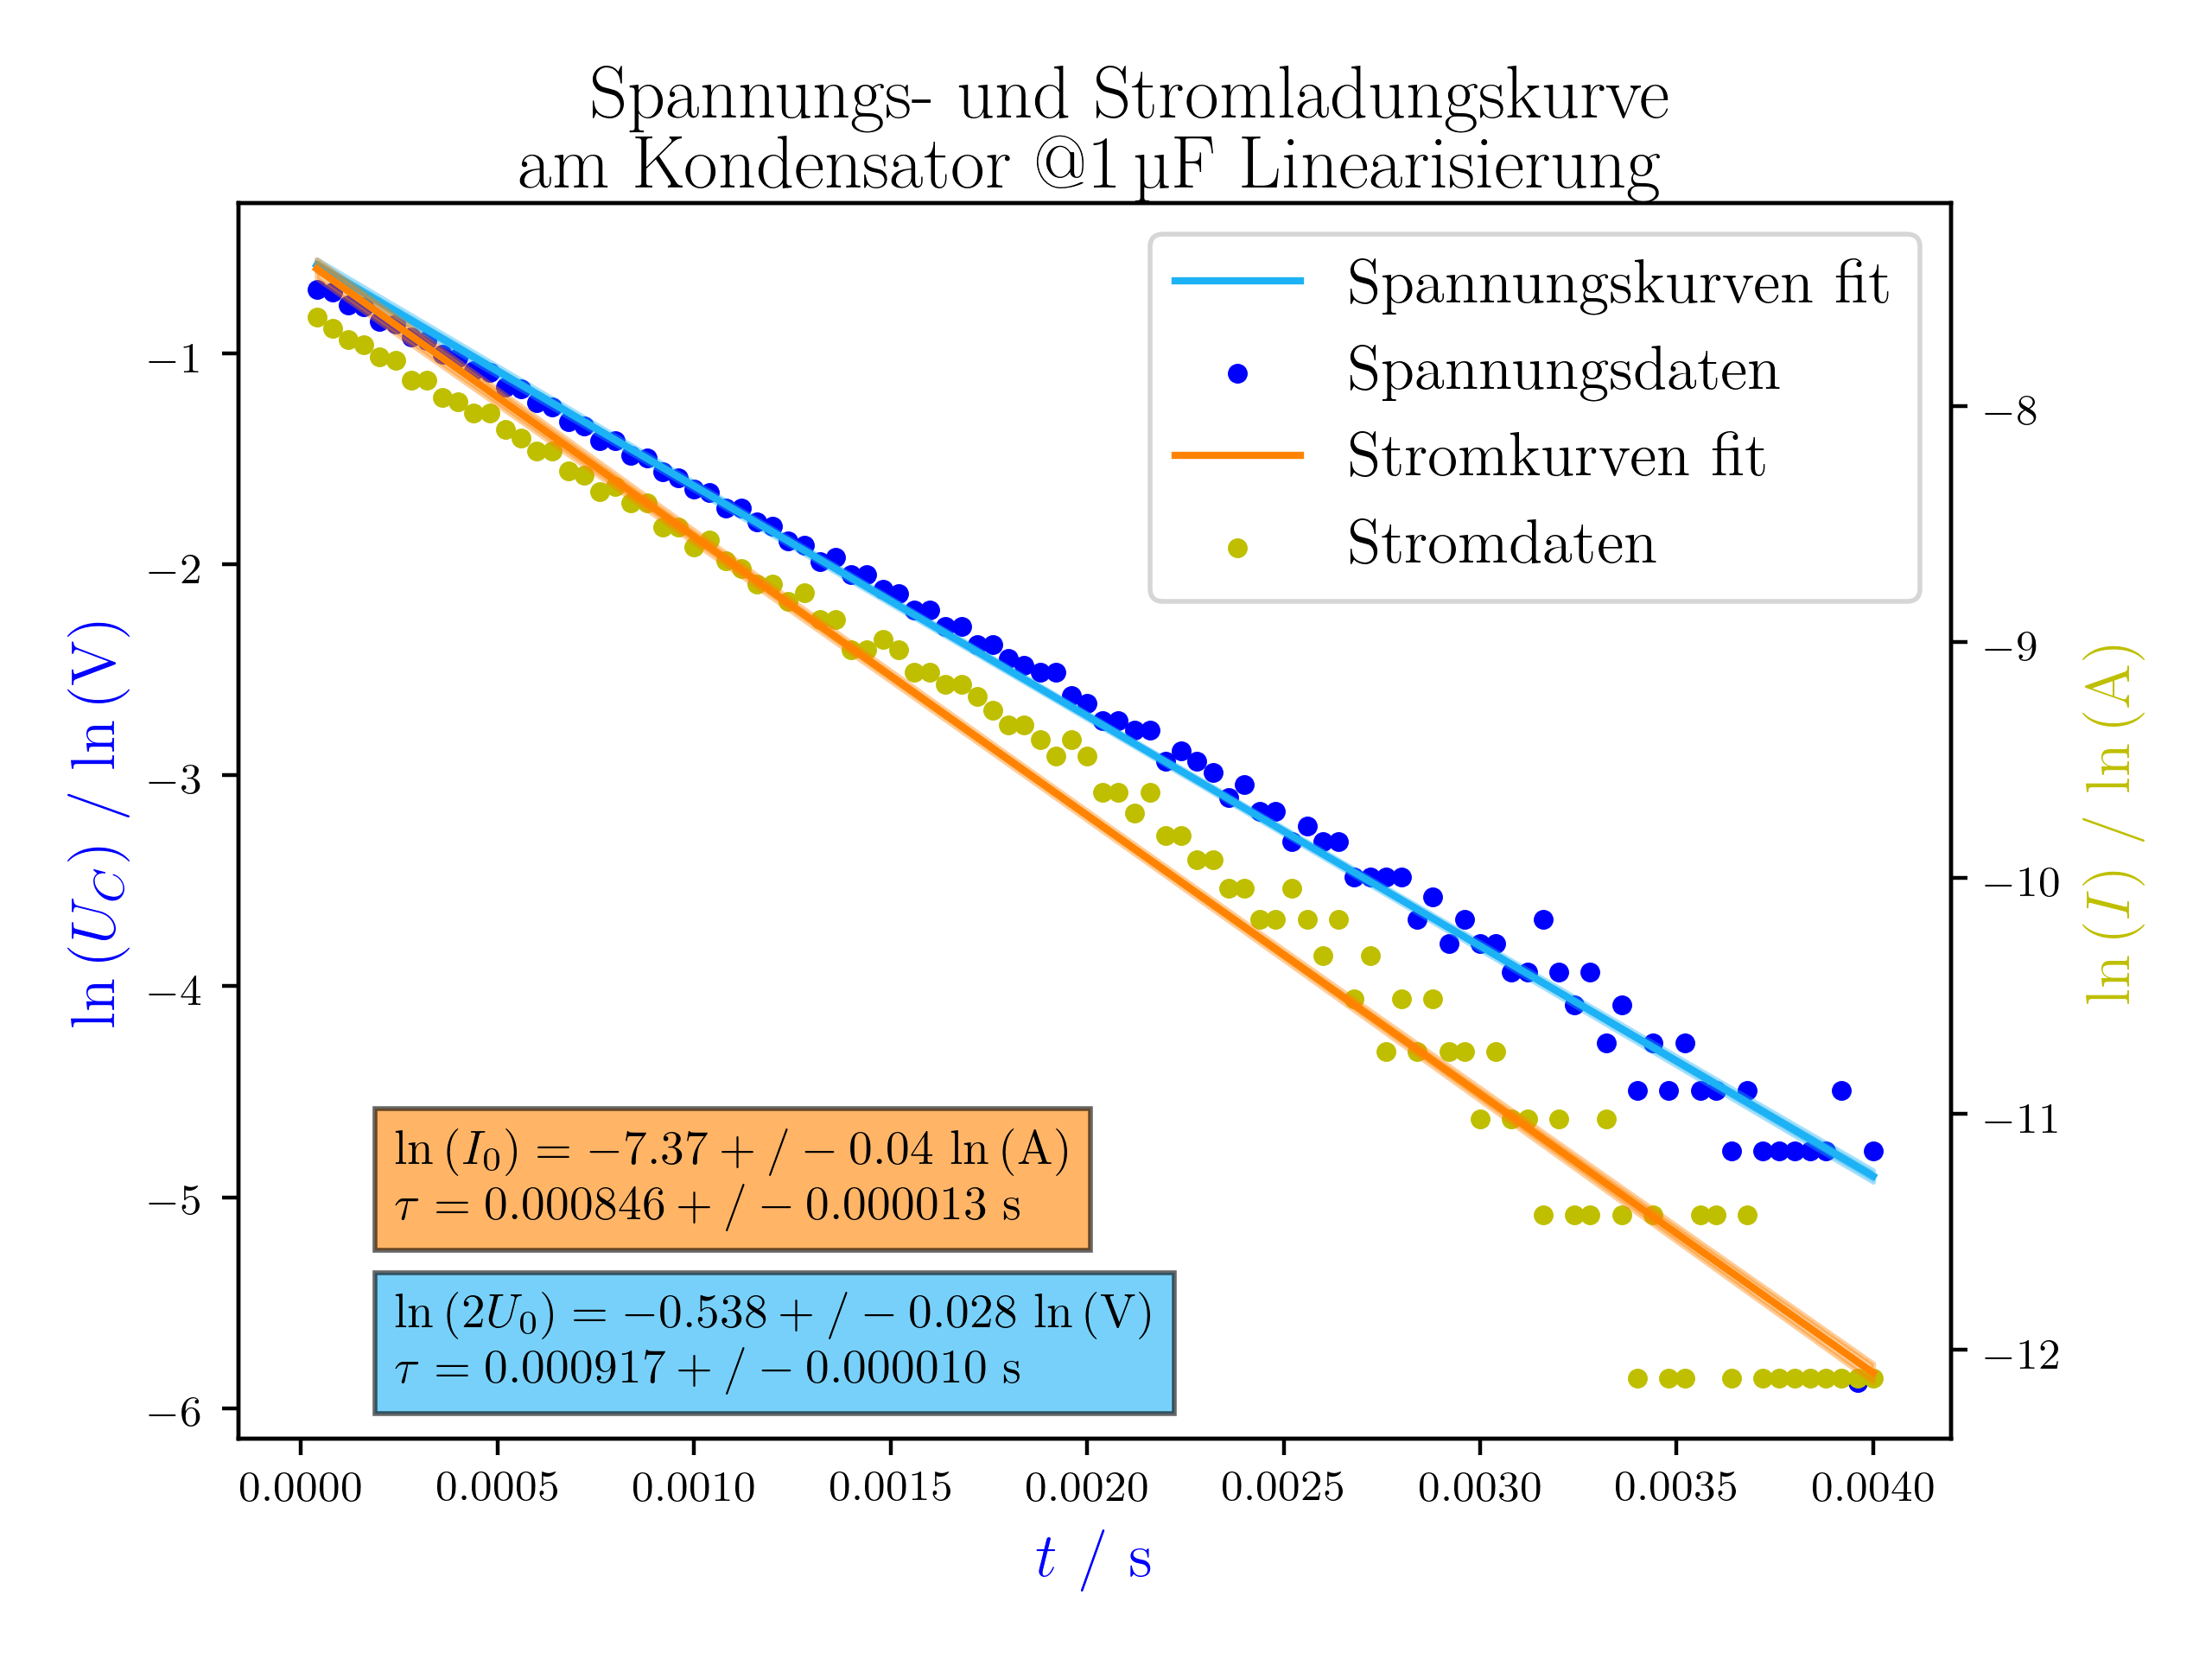 Spannungs- und Stromladungskurve
am Kondensator @1 µF Linearisierung
Spannungskurven fit
Spannungsdaten
Stromkurven fit
Stromdaten
ln (U_C) / ln (V)
−1
−2
−3
−4
−5
−6
ln (I) / ln (A)
−8
−9
−10
−11
−12
ln (I_0) = −7.37 + / − 0.04 ln (A)
τ = 0.000846 + / − 0.000013 s
ln (2U_0) = −0.538 + / − 0.028 ln (V)
τ = 0.000917 + / − 0.000010 s
0.0000 0.0005 0.0010 0.0015 0.0020 0.0025 0.0030 0.0035 0.0040
t / s